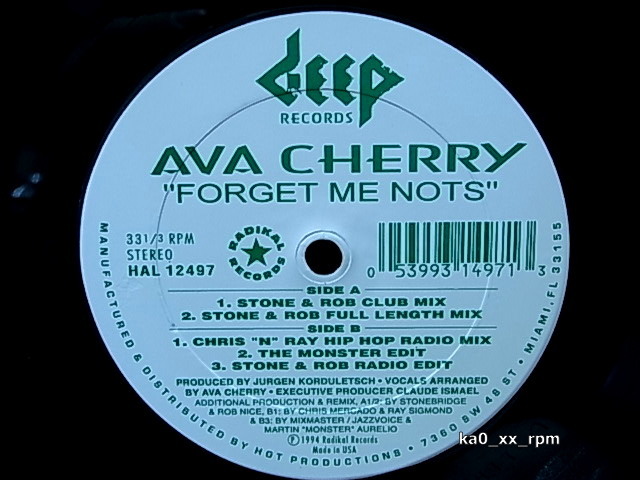 deep
RECORDS
AVA CHERRY
"FORGET ME NOTS"
33 1/3 RPM
STEREO
HAL 12497
RADIKAL RECORDS
0 53993 14971 3
SIDE A
1. STONE & ROB CLUB MIX
2. STONE & ROB FULL LENGTH MIX
SIDE B
1. CHRIS "N" RAY HIP HOP RADIO MIX
2. THE MONSTER EDIT
3. STONE & ROB RADIO EDIT
PRODUCED BY JURGEN KORDULETSCH • VOCALS ARRANGED
BY AVA CHERRY • EXECUTIVE PRODUCER CLAUDE ISMAEL
ADDITIONAL PRODUCTION & REMIX, A1/2: BY STONEBRIDGE
& ROB NICE, B1: BY CHRIS MERCADO & RAY SIGMOND
& B3: BY MIXMASTER / JAZZVOICE &
MARTIN "MONSTER" AURELIO
℗ 1994 Radikal Records
Made in USA
MANUFACTURED & DISTRIBUTED BY HOT PRODUCTIONS. • 7360 SW 48 ST • MIAMI, FL 33155
ka0_xx_rpm